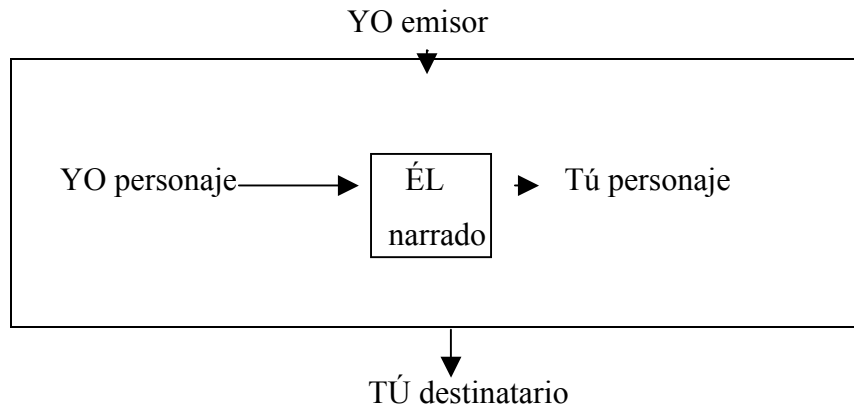 YO emisor
YO personaje ÉL Tú personaje
narrado
TÚ destinatario